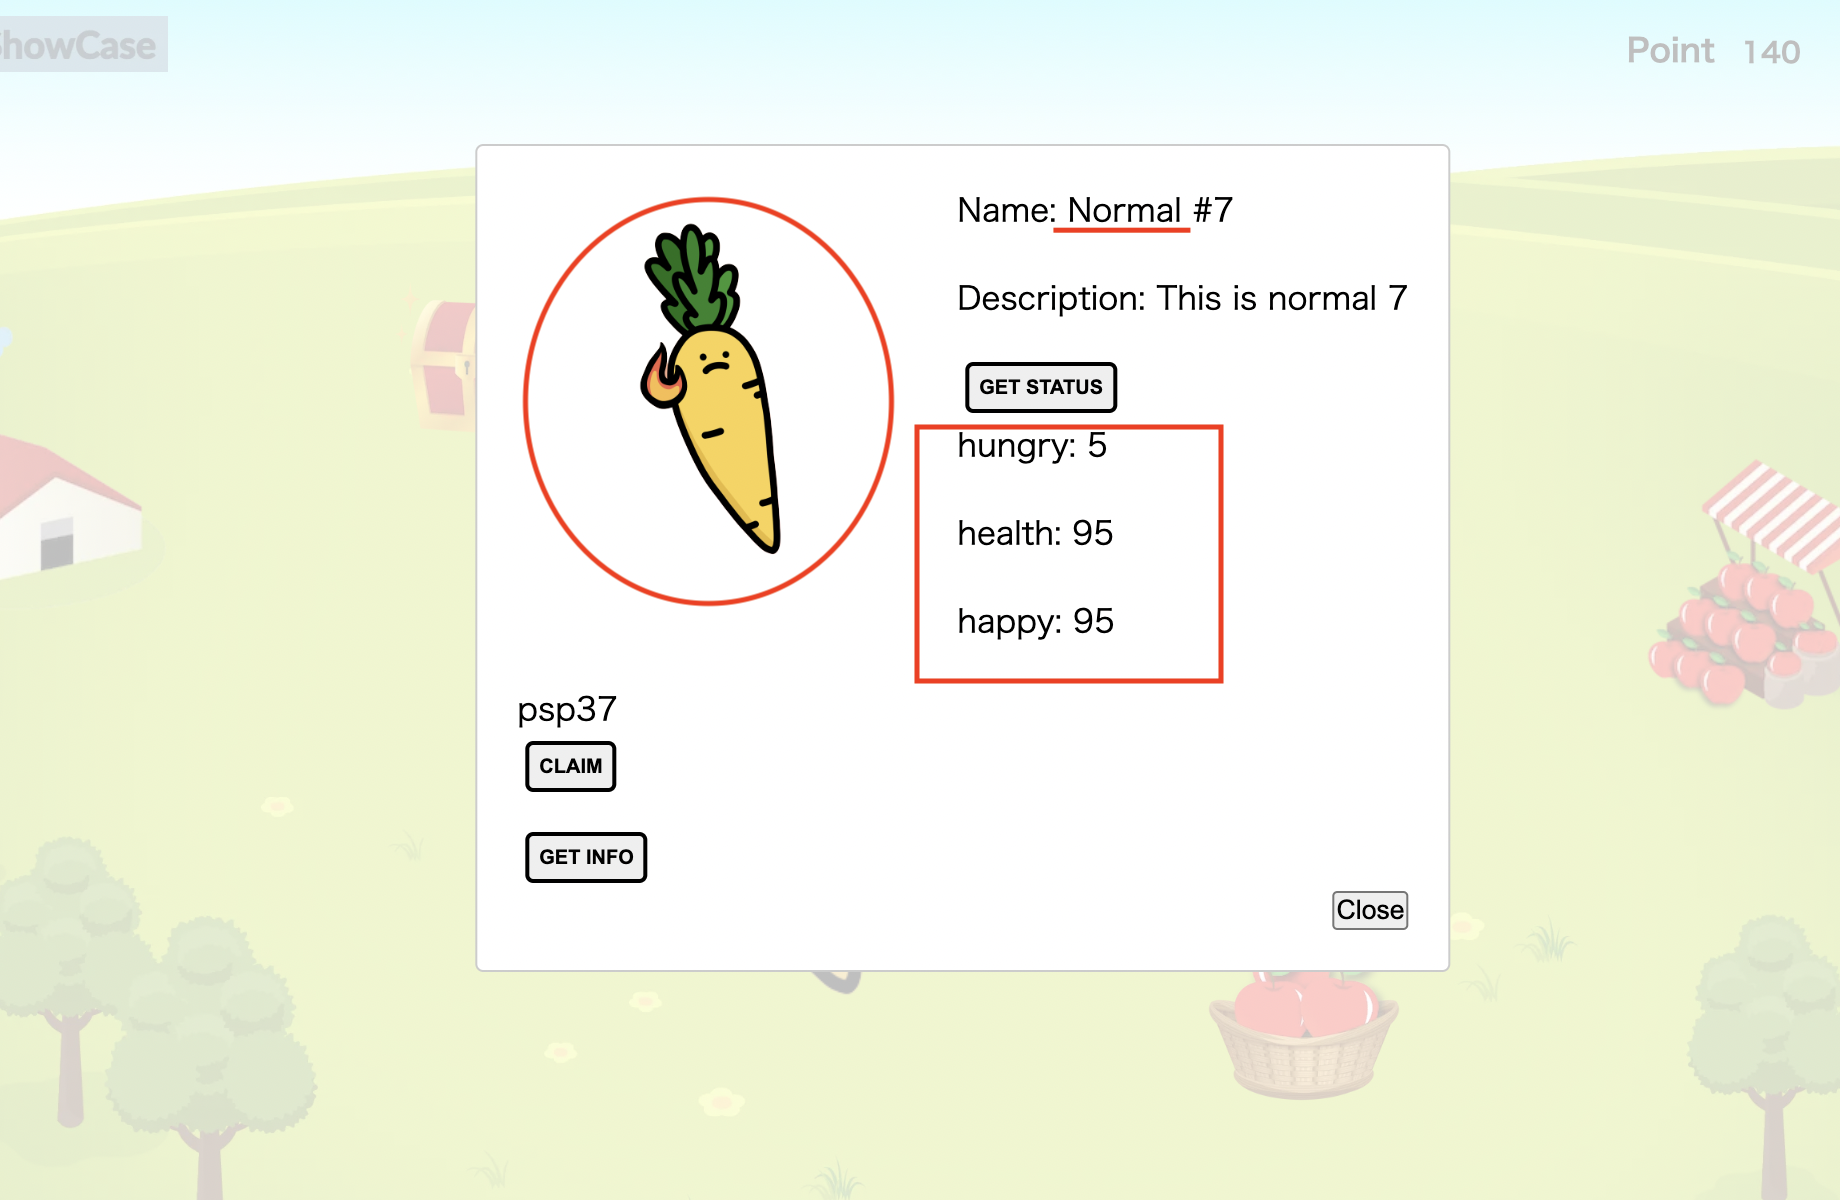 howCase
Point 140
Name: Normal #7
Description: This is normal 7
GET STATUS
hungry: 5
health: 95
happy: 95
psp37
CLAIM
GET INFO
Close